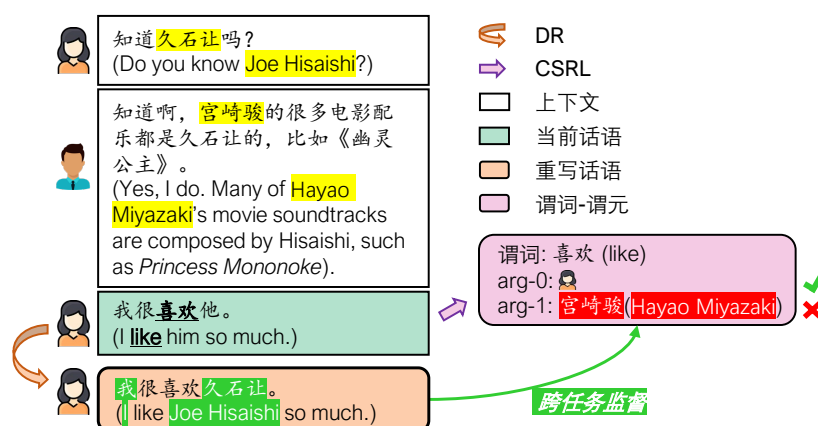 知道久石让吗?
(Do you know Joe Hisaishi?)
知道啊，宫崎骏的很多电影配
乐都是久石让的，比如《幽灵
公主》。
(Yes, I do. Many of Hayao
Miyazaki's movie soundtracks
are composed by Hisaishi, such
as Princess Mononoke).
我很喜欢他。
(I like him so much.)
我很喜欢久石让。
(I like Joe Hisaishi so much.)
DR
CSRL
上下文
当前话语
重写话语
谓词-谓元
谓词: 喜欢 (like)
arg-0:
arg-1: 宫崎骏(Hayao Miyazaki)
跨任务监督